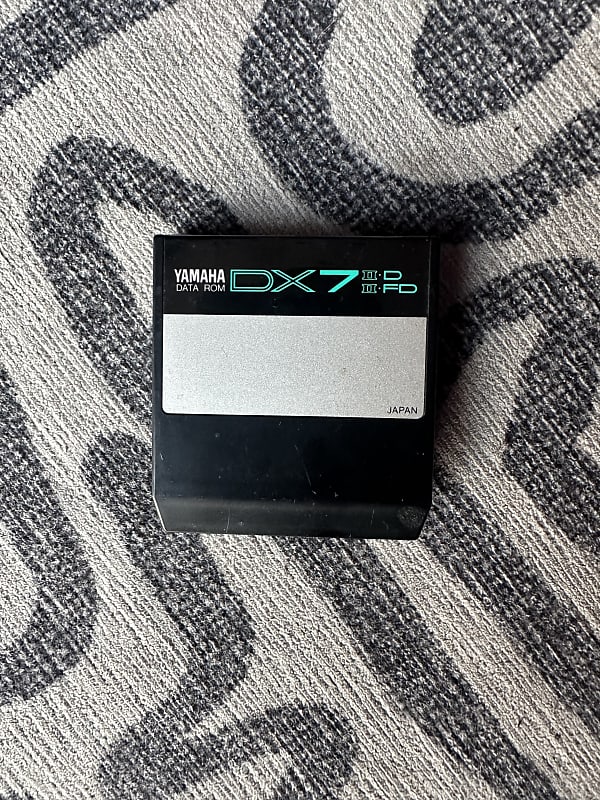 YAMAHA DX7 II·D
DATA ROM II·FD
JAPAN